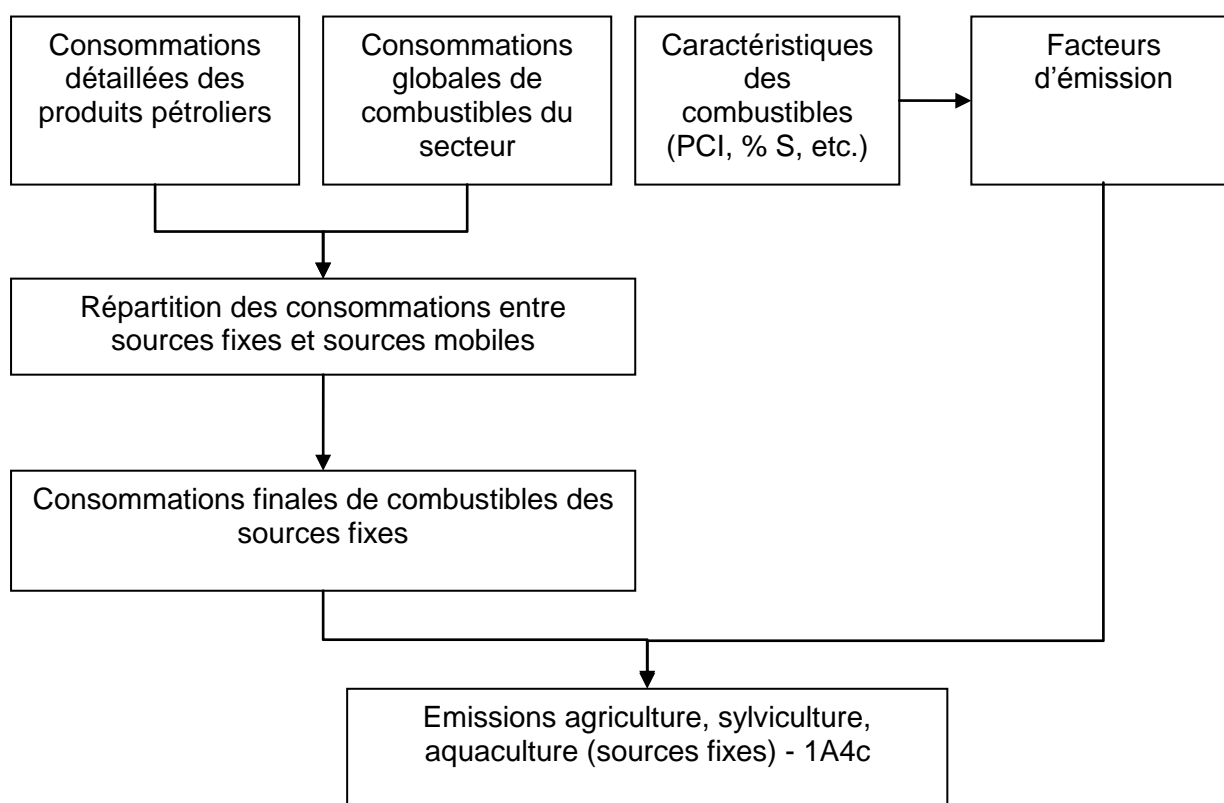 Consommations
détaillées des
produits pétroliers
Consommations
globales de
combustibles du
secteur
Caractéristiques
des
combustibles
(PCI, % S, etc.)
Facteurs
d'émission
Répartition des consommations entre
sources fixes et sources mobiles
Consommations finales de combustibles des
sources fixes
Emissions agriculture, sylviculture,
aquaculture (sources fixes) - 1A4c